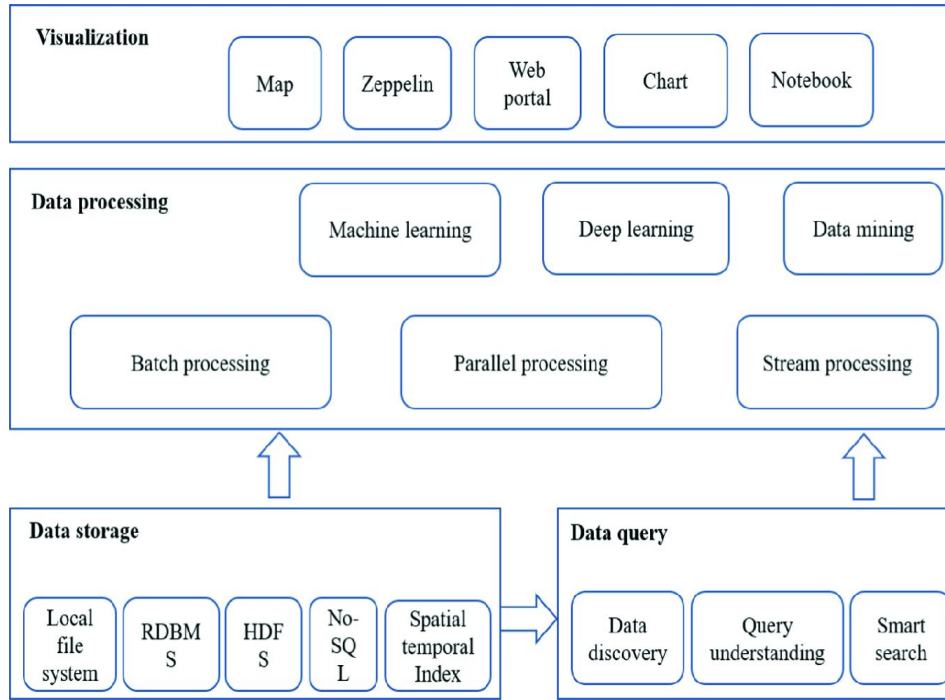 Visualization
Map
Zeppelin
Web
portal
Chart
Notebook
Data processing
Machine learning
Deep learning
Data mining
Batch processing
Parallel processing
Stream processing
Data storage
Local
file
system
RDBM
S
HDF
S
No-
SQ
L
Spatial
temporal
Index
Data query
Data
discovery
Query
understanding
Smart
search